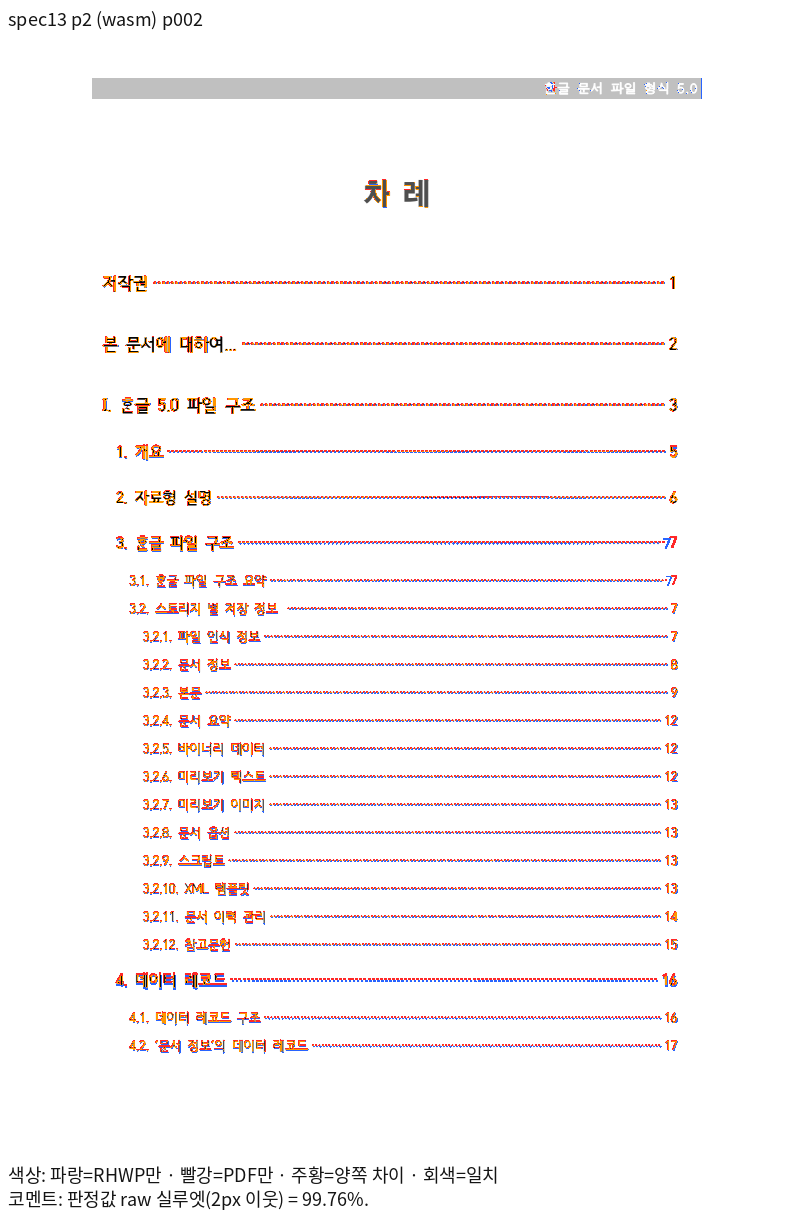 spec13 p2 (wasm) p002
한글 문서 파일 형식 5.0
차 례
저작권 1
본 문서에 대하여... 2
I. 흔글 5.0 파일 구조 3
1. 개요 5
2. 자료형 설명 6
3. 흔글 파일 구조 7
3.1. 흔글 파일 구조 요약 7
3.2. 스토리지 별 저장 정보 7
3.2.1. 파일 인식 정보 7
3.2.2. 문서 정보 8
3.2.3. 본문 9
3.2.4. 문서 요약 12
3.2.5. 바이너리 데이터 12
3.2.6. 미리보기 텍스트 12
3.2.7. 미리보기 이미지 13
3.2.8. 문서 옵션 13
3.2.9. 스크립트 13
3.2.10. XML 템플릿 13
3.2.11. 문서 이력 관리 14
3.2.12. 참고문헌 15
4. 데이터 레코드 16
4.1. 데이터 레코드 구조 16
4.2. '문서 정보'의 데이터 레코드 17
색상: 파랑=RHWP만 · 빨강=PDF만 · 주황=양쪽 차이 · 회색=일치
코멘트: 판정값 raw 실루엣(2px 이웃) = 99.76%.